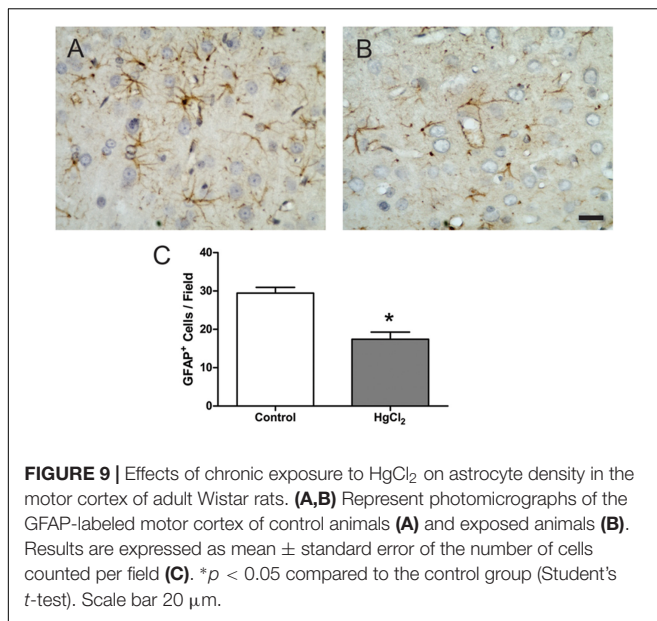 A
B
C
GFAP⁺ Cells / Field
40
30
20
10
0
*
Control
HgCl₂
FIGURE 9 | Effects of chronic exposure to HgCl₂ on astrocyte density in the
motor cortex of adult Wistar rats. (A,B) Represent photomicrographs of the
GFAP-labeled motor cortex of control animals (A) and exposed animals (B).
Results are expressed as mean ± standard error of the number of cells
counted per field (C). *p < 0.05 compared to the control group (Student's
t-test). Scale bar 20 μm.